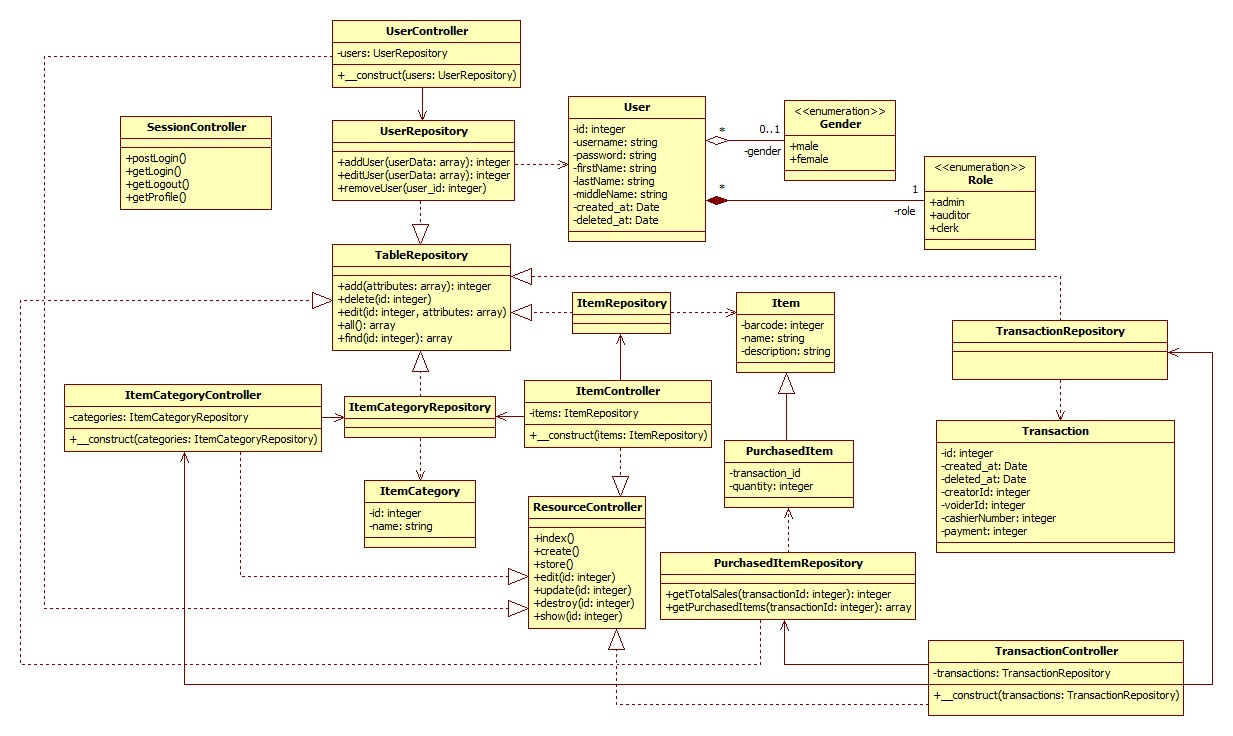 UserController
-users: UserRepository
+__construct(users: UserRepository)
SessionController
+postLogin()
+getLogin()
+getLogout()
+getProfile()
UserRepository
+addUser(userData: array): integer
+editUser(userData: array): integer
+removeUser(user_id: integer)
User
-id: integer
-username: string
-password: string
-firstName: string
-lastName: string
-middleName: string
-created_at: Date
-deleted_at: Date
*
0..1
-gender
<<enumeration>>
Gender
+male
+female
*
1
-role
<<enumeration>>
Role
+admin
+auditor
+clerk
TableRepository
+add(attributes: array): integer
+delete(id: integer)
+edit(id: integer, attributes: array)
+all(): array
+find(id: integer): array
ItemRepository
Item
-barcode: integer
-name: string
-description: string
TransactionRepository
ItemCategoryController
-categories: ItemCategoryRepository
+__construct(categories: ItemCategoryRepository)
ItemCategoryRepository
ItemController
-items: ItemRepository
+__construct(items: ItemRepository)
PurchasedItem
-transaction_id
-quantity: integer
Transaction
-id: integer
-created_at: Date
-deleted_at: Date
-creatorId: integer
-voiderId: integer
-cashierNumber: integer
-payment: integer
ItemCategory
-id: integer
-name: string
ResourceController
+index()
+create()
+store()
+edit(id: integer)
+update(id: integer)
+destroy(id: integer)
+show(id: integer)
PurchasedItemRepository
+getTotalSales(transactionId: integer): integer
+getPurchasedItems(transactionId: integer): array
TransactionController
-transactions: TransactionRepository
+__construct(transactions: TransactionRepository)